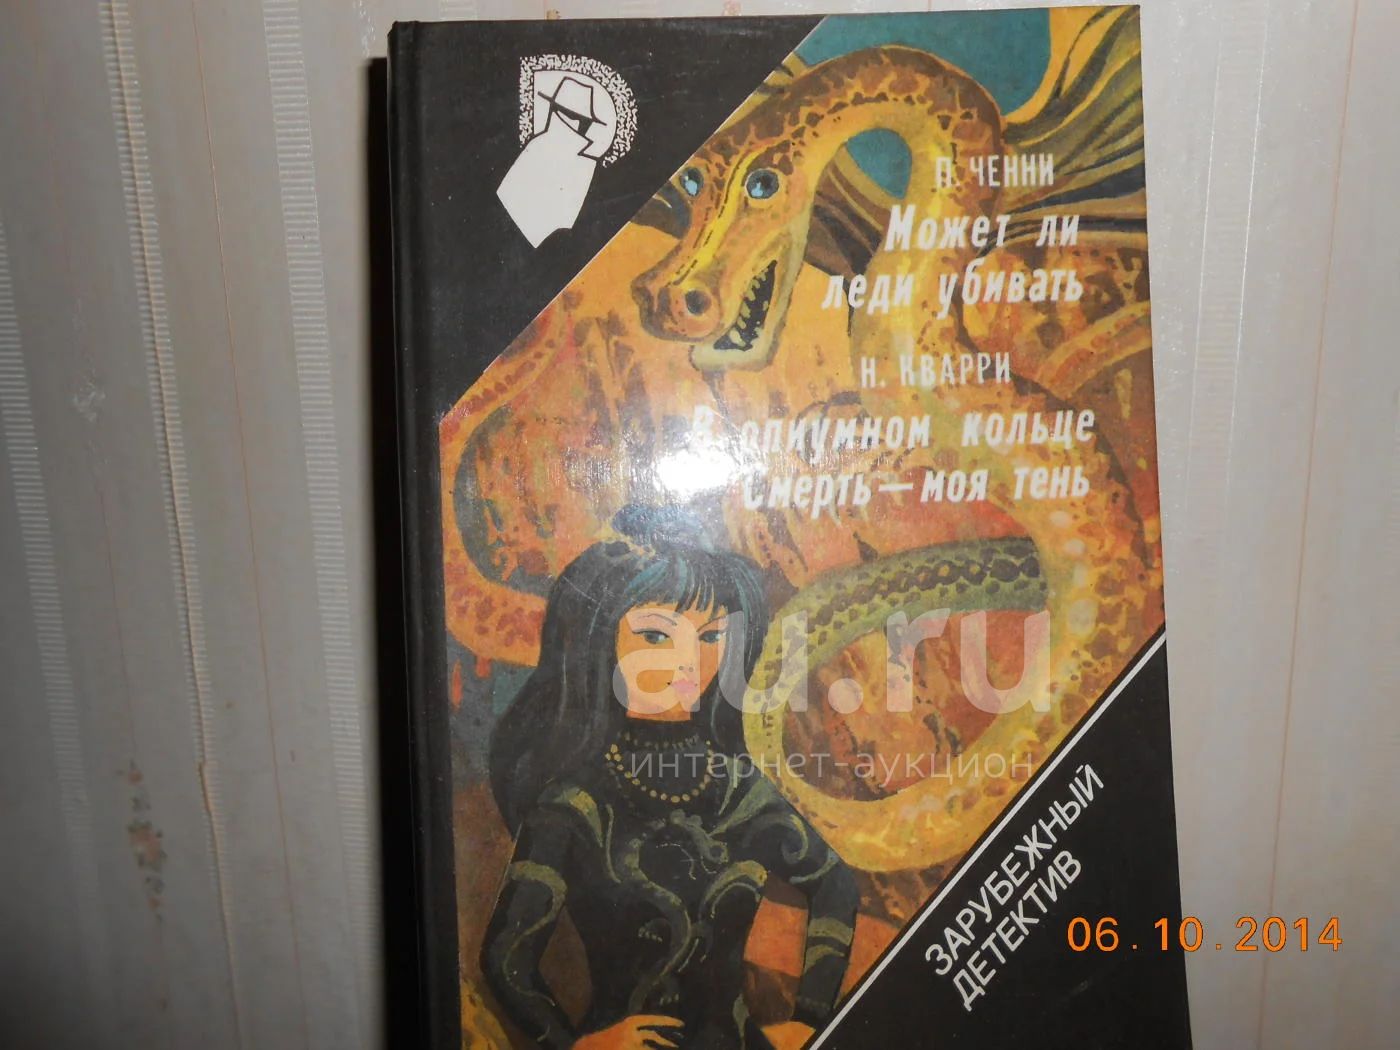 П. ЧЕННИ
Может ли
леди убивать
Н. КВАРРИ
В опиумном кольце
Смерть — моя тень
au.ru
интернет-аукцион
ЗАРУБЕЖНЫЙ
ДЕТЕКТИВ
06.10.2014